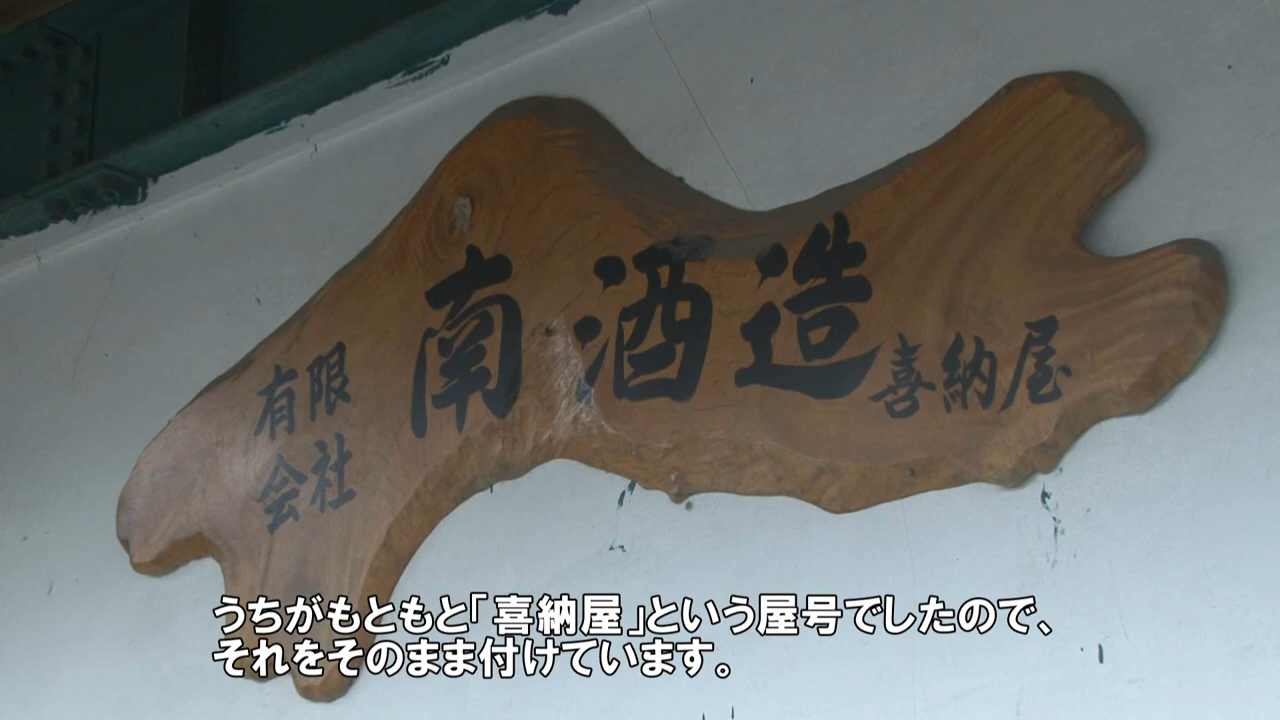 有限
会社
南酒造
喜納屋
うちがもともと「喜納屋」という屋号でしたので、
それをそのまま付けています。